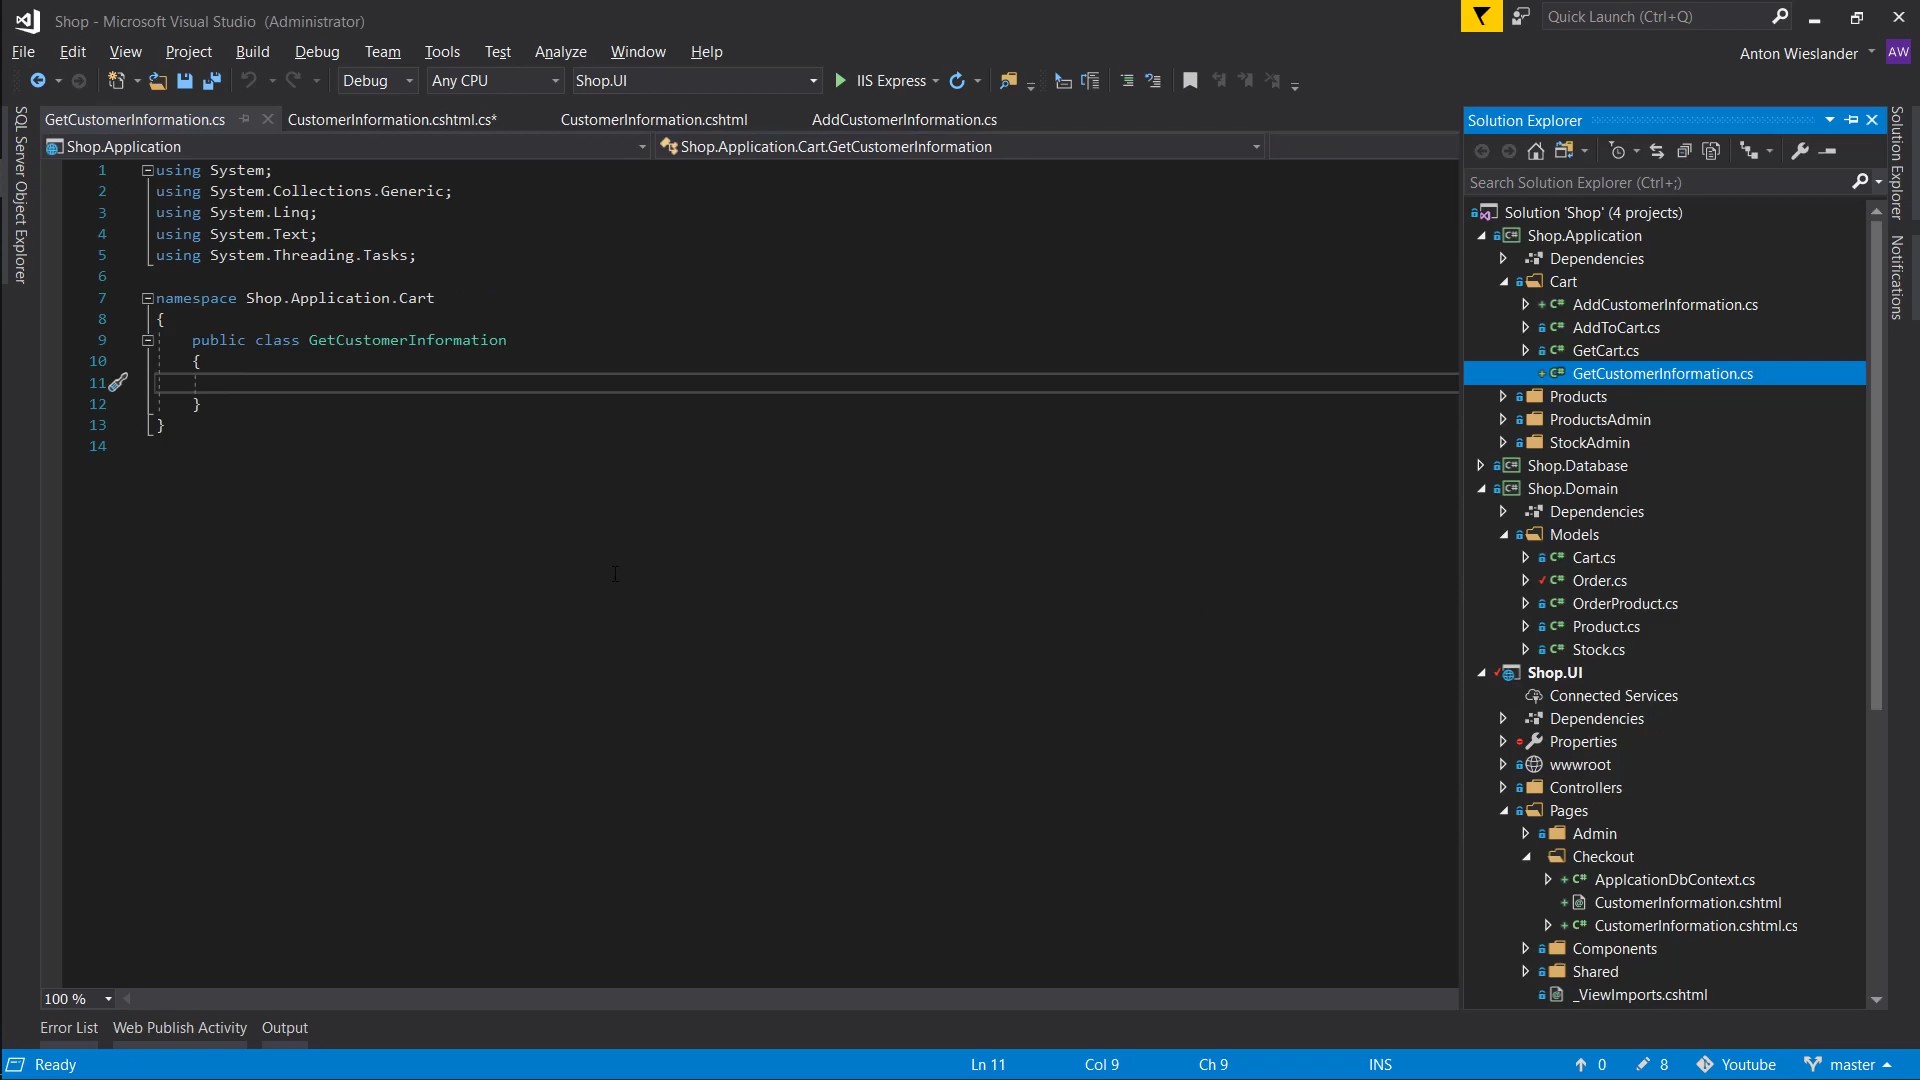 Shop - Microsoft Visual Studio (Administrator)
Quick Launch (Ctrl+Q)
File Edit View Project Build Debug Team Tools Test Analyze Window Help
Anton Wieslander AW
Debug Any CPU Shop.UI IIS Express
SQL Server Object Explorer
GetCustomerInformation.cs CustomerInformation.cshtml.cs* CustomerInformation.cshtml AddCustomerInformation.cs
Shop.Application Shop.Application.Cart.GetCustomerInformation
1 using System;
2 using System.Collections.Generic;
3 using System.Linq;
4 using System.Text;
5 using System.Threading.Tasks;
6
7 namespace Shop.Application.Cart
8 {
9 public class GetCustomerInformation
10 {
11
12 }
13 }
14
100 %
Solution Explorer
Search Solution Explorer (Ctrl+;)
Solution 'Shop' (4 projects)
Shop.Application
Dependencies
Cart
AddCustomerInformation.cs
AddToCart.cs
GetCart.cs
GetCustomerInformation.cs
Products
ProductsAdmin
StockAdmin
Shop.Database
Shop.Domain
Dependencies
Models
Cart.cs
Order.cs
OrderProduct.cs
Product.cs
Stock.cs
Shop.UI
Connected Services
Dependencies
Properties
wwwroot
Controllers
Pages
Admin
Checkout
ApplcationDbContext.cs
CustomerInformation.cshtml
CustomerInformation.cshtml.cs
Components
Shared
_ViewImports.cshtml
Solution Explorer
Notifications
Error List Web Publish Activity Output
Ready Ln 11 Col 9 Ch 9 INS 0 8 Youtube master